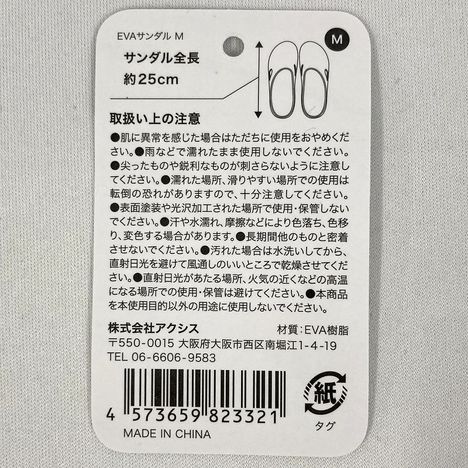 EVAサンダル M
サンダル全長
約25cm
M
取扱い上の注意
●肌に異常を感じた場合はただちに使用をおやめくだ
さい。●雨などで濡れたまま使用しないでください。
●尖ったものや鋭利なものが刺さらないように注意し
てください。●濡れた場所、滑りやすい場所での使用は
転倒の恐れがありますので、十分注意してください。
●表面塗装や光沢加工された場所で使用・保管しない
でください。●汗や水濡れ、摩擦などにより色落ち、色移
り、変色する場合があります。●長期間他のものと密着
させないでください。●汚れた場合は水洗いしてから、
直射日光を避けて風通しのいいところで乾燥させてくだ
さい。●直射日光があたる場所、火気の近くなどの高温
になる場所での使用・保管は避けてください。●本商品
を本使用目的以外の用途に使用しないでください。
株式会社アクシス 材質：EVA樹脂
〒550-0015 大阪府大阪市西区南堀江1-4-19
TEL 06-6606-9583
4 573659 823321
紙
タグ
MADE IN CHINA